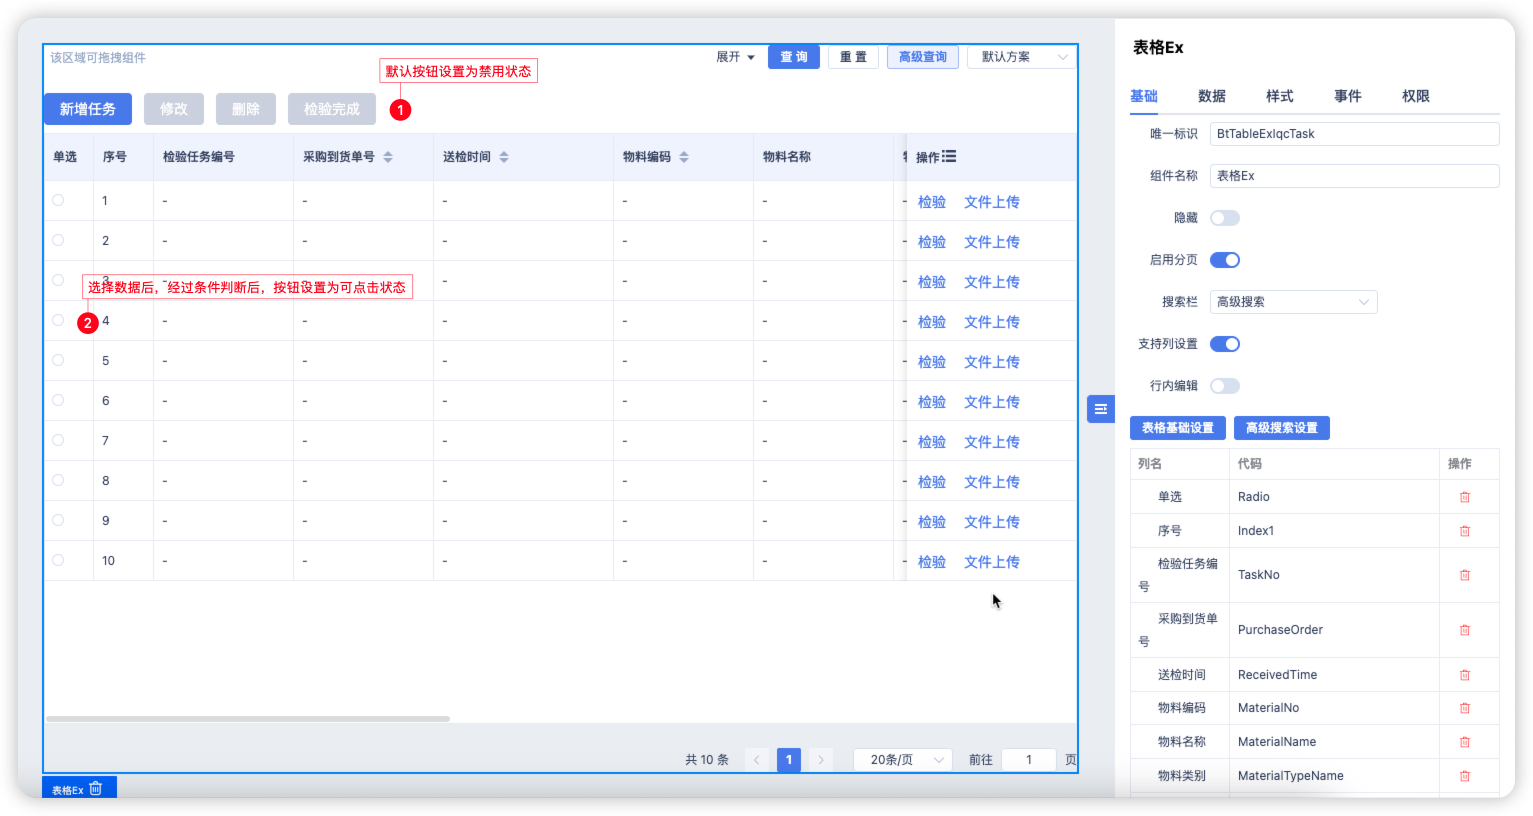 该区域可拖拽组件
展开 查 询 重 置 高级查询 默认方案
默认按钮设置为禁用状态
1
新增任务 修改 删除 检验完成
单选 序号 检验任务编号 采购到货单号 送检时间 物料编码 物料名称 操作
1 - - - - - - 检验 文件上传
2 - - - - - - 检验 文件上传
3 - - - - - - 检验 文件上传
选择数据后，经过条件判断后，按钮设置为可点击状态
2
4 - - - - - - 检验 文件上传
5 - - - - - - 检验 文件上传
6 - - - - - - 检验 文件上传
7 - - - - - - 检验 文件上传
8 - - - - - - 检验 文件上传
9 - - - - - - 检验 文件上传
10 - - - - - - 检验 文件上传
共 10 条 < 1 > 20条/页 前往 1 页
表格Ex
表格Ex
基础 数据 样式 事件 权限
唯一标识 BtTableExIqcTask
组件名称 表格Ex
隐藏
启用分页
搜索栏 高级搜索
支持列设置
行内编辑
表格基础设置 高级搜索设置
列名 代码 操作
单选 Radio
序号 Index1
检验任务编号 TaskNo
采购到货单号 PurchaseOrder
送检时间 ReceivedTime
物料编码 MaterialNo
物料名称 MaterialName
物料类别 MaterialTypeName